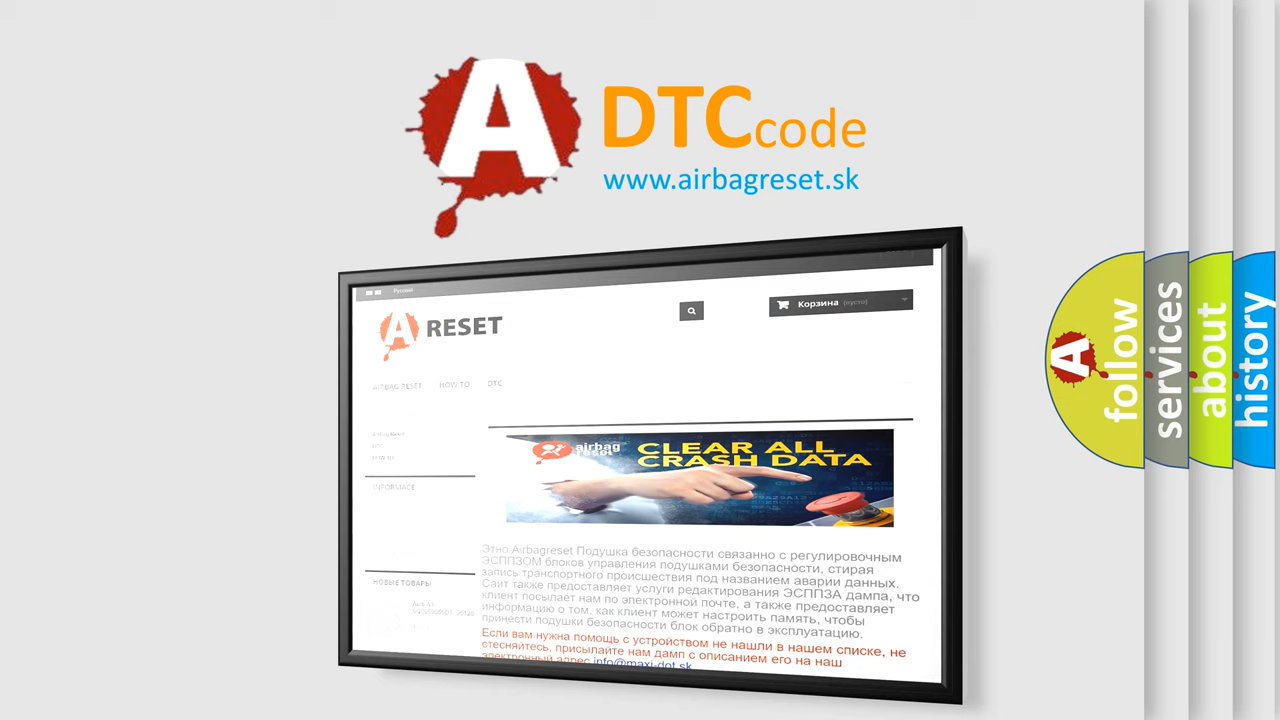 A DTCcode
www.airbagreset.sk
Русский
A RESET
Корзина (пусто)
AIRBAG RESET HOW TO DTC
Airbag Reset
DTC
HOW TO
INFORMACE
airbag
reset
CLEAR ALL
CRASH DATA
Этно Airbagreset Подушка безопасности связанно с регулировочным
ЭСППЗОМ блоков управления подушками безопасности, стирая
запись транспортного происшествия под названием аварии данных.
Сайт также предоставляет услуги редактирования ЭСППЗА дампа, что
клиент посылает нам по электронной почте, а также предоставляет
информацию о том, как клиент может настроить память, чтобы
принести подушки безопасности блок обратно в эксплуатацию.
Если вам нужна помощь с устройством не нашли в нашем списке, не
стесняйтесь, присылайте нам дамп с описанием его на наш
электронный адрес info@maxi-dot.sk
НОВЫЕ ТОВАРЫ
A follow
services
about
history